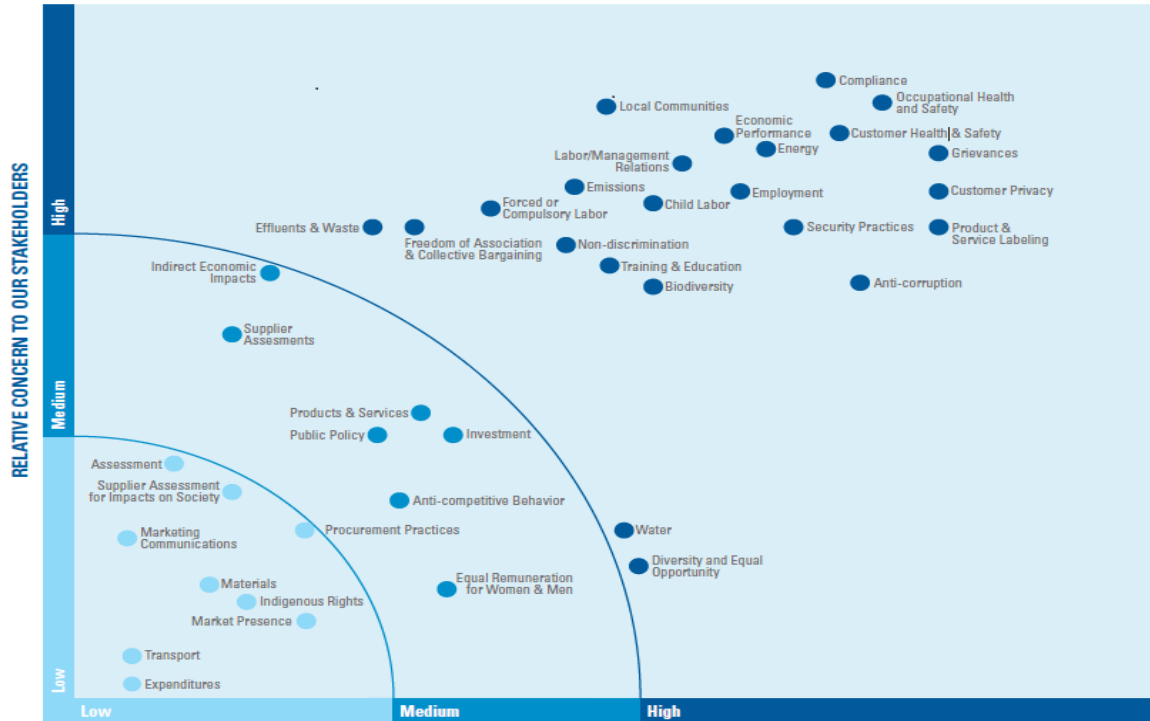 RELATIVE CONCERN TO OUR STAKEHOLDERS
High
Medium
Low
Compliance
Occupational Health
and Safety
Local Communities
Economic
Performance
Customer Health & Safety
Energy
Grievances
Labor/Management
Relations
Emissions
Employment
Customer Privacy
Child Labor
Forced or
Compulsory Labor
Effluents & Waste
Freedom of Association
& Collective Bargaining
Security Practices
Product &
Service Labeling
Non-discrimination
Training & Education
Biodiversity
Anti-corruption
Indirect Economic
Impacts
Supplier
Assesments
Products & Services
Public Policy
Investment
Assessment
Supplier Assessment
for Impacts on Society
Anti-competitive Behavior
Marketing
Communications
Procurement Practices
Water
Diversity and Equal
Opportunity
Materials
Equal Remuneration
for Women & Men
Indigenous Rights
Market Presence
Transport
Expenditures
Low
Medium
High